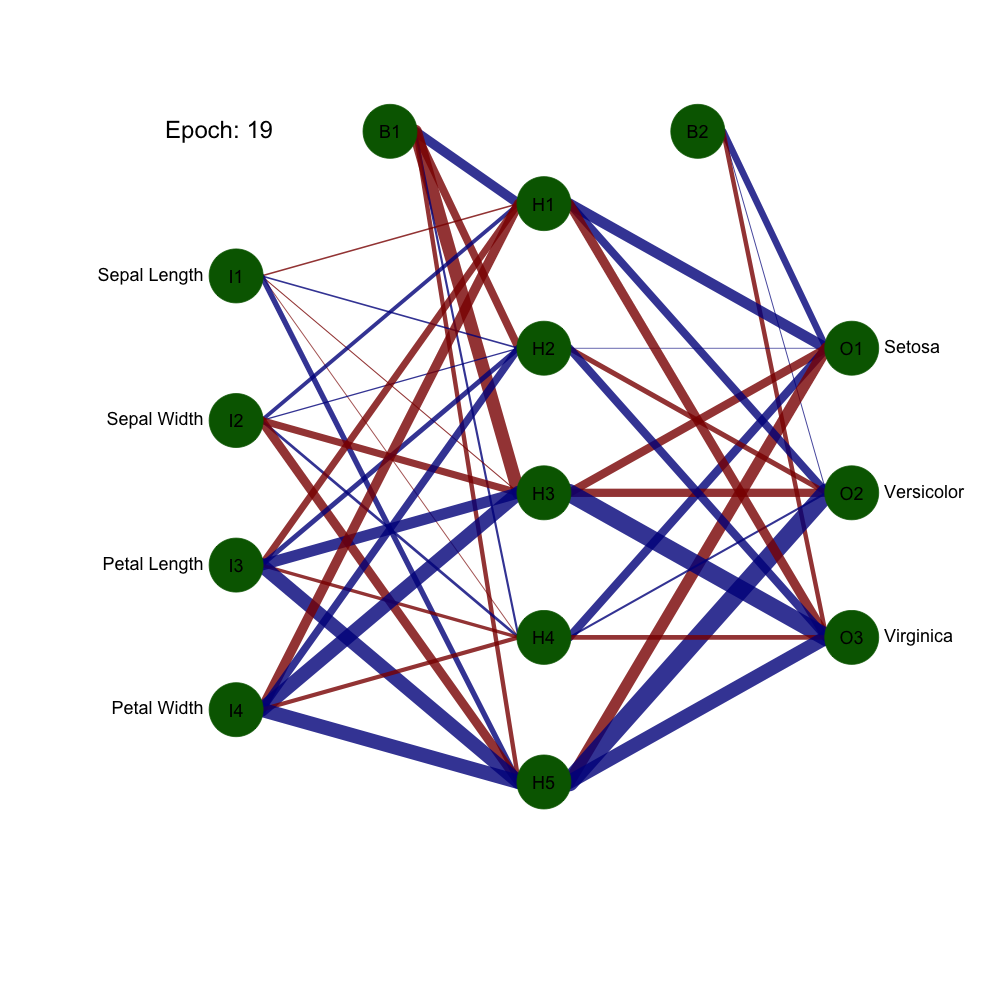 Epoch: 19
B1
B2
H1
Sepal Length
I1
H2
O1
Setosa
Sepal Width
I2
H3
O2
Versicolor
Petal Length
I3
H4
O3
Virginica
Petal Width
I4
H5